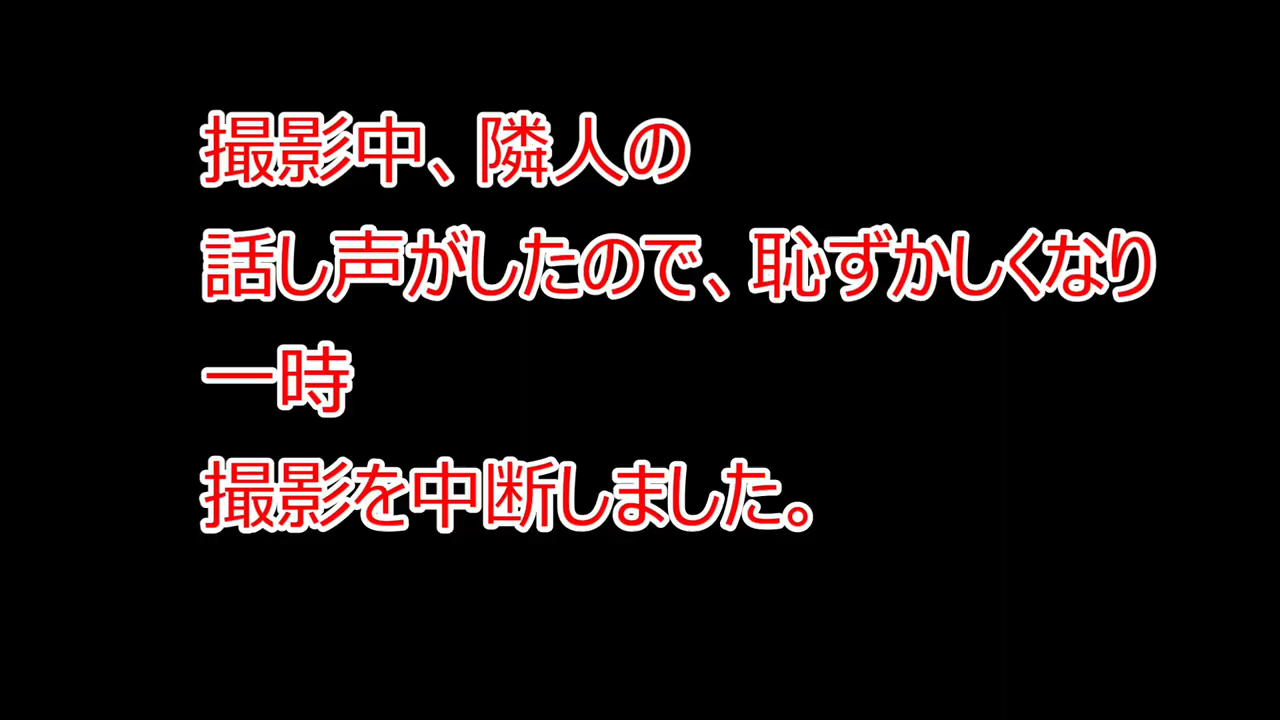 撮影中、隣人の
話し声がしたので、恥ずかしくなり
一時
撮影を中断しました。